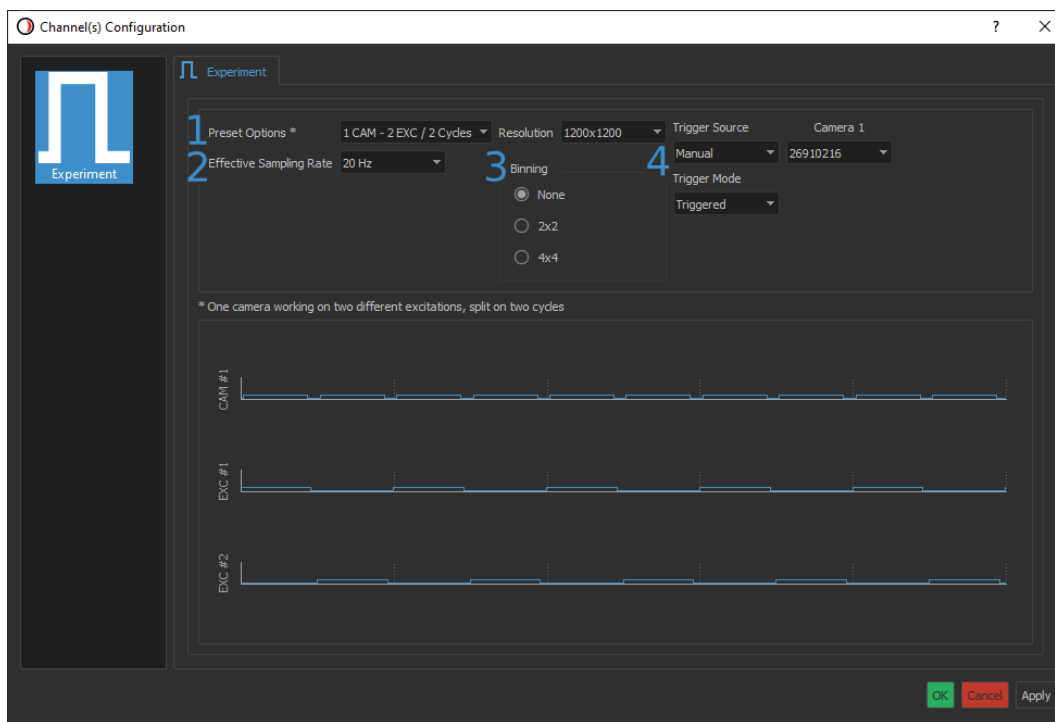 Channel(s) Configuration ? X
Experiment
Experiment
1 Preset Options * 1 CAM - 2 EXC / 2 Cycles Resolution 1200x1200 Trigger Source Camera 1
2 Effective Sampling Rate 20 Hz 3 Binning 4 Manual 26910216
None
2x2
4x4
Trigger Mode
Triggered
* One camera working on two different excitations, split on two cycles
CAM #1
EXC #1
EXC #2
OK Cancel Apply